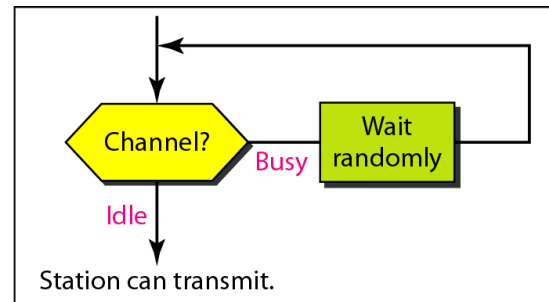 Channel?
Busy
Wait
randomly
Idle
Station can transmit.